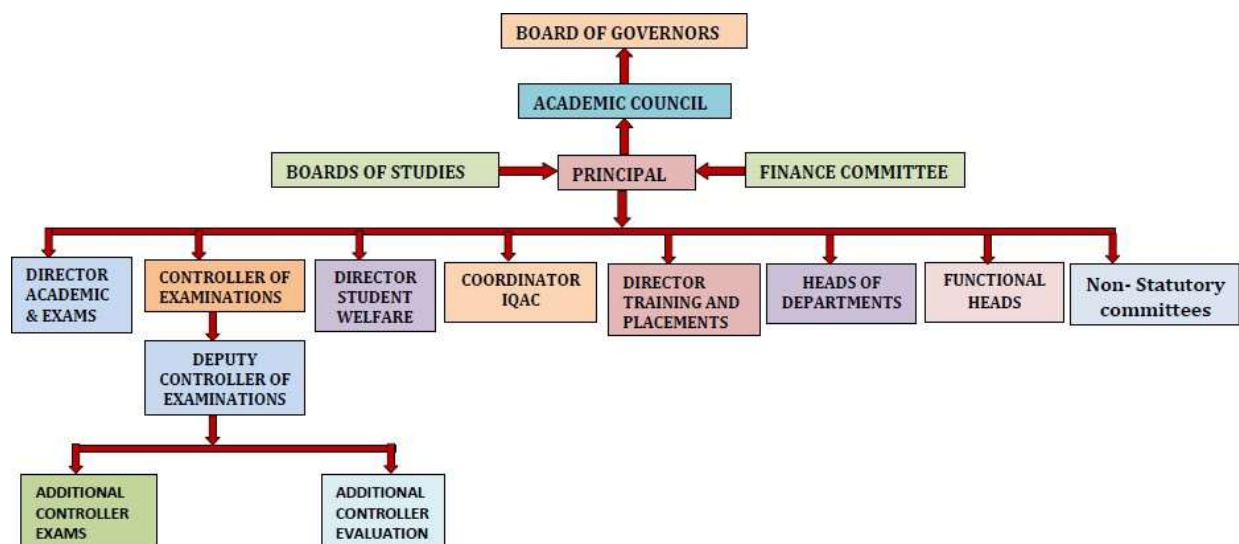 BOARD OF GOVERNORS
ACADEMIC COUNCIL
BOARDS OF STUDIES
PRINCIPAL
FINANCE COMMITTEE
DIRECTOR
ACADEMIC
& EXAMS
CONTROLLER OF
EXAMINATIONS
DIRECTOR
STUDENT
WELFARE
COORDINATOR
IQAC
DIRECTOR
TRAINING AND
PLACEMENTS
HEADS OF
DEPARTMENTS
FUNCTIONAL
HEADS
Non- Statutory
committees
DEPUTY
CONTROLLER OF
EXAMINATIONS
ADDITIONAL
CONTROLLER
EXAMS
ADDITIONAL
CONTROLLER
EVALUATION